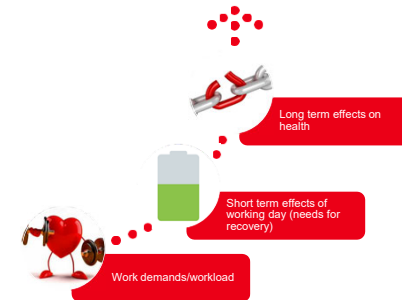 Long term effects on
health
Short term effects of
working day (needs for
recovery)
Work demands/workload